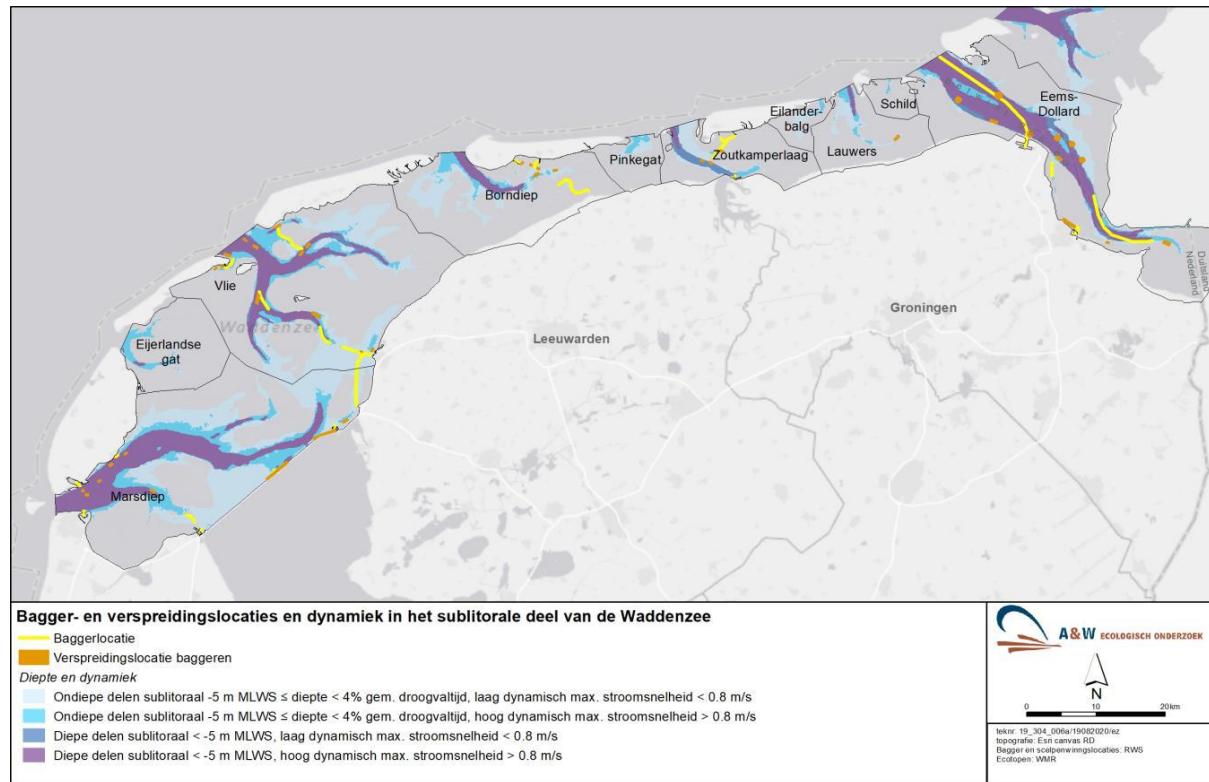 Eems-
Dollard
Schild
Eilander-
balg
Lauwers
Zoutkamperlaag
Pinkegat
Borndiep
Vlie
Waddenzee
Eijerlandse
gat
Marsdiep
Leeuwarden
Groningen
Duitsland
Nederland
Bagger- en verspreidingslocaties en dynamiek in het sublitorale deel van de Waddenzee
Baggerlocatie
Verspreidingslocatie baggeren
Diepte en dynamiek
Ondiepe delen sublitoraal -5 m MLWS ≤ diepte < 4% gem. droogvaltijd, laag dynamisch max. stroomsnelheid < 0.8 m/s
Ondiepe delen sublitoraal -5 m MLWS ≤ diepte < 4% gem. droogvaltijd, hoog dynamisch max. stroomsnelheid > 0.8 m/s
Diepe delen sublitoraal < -5 m MLWS, laag dynamisch max. stroomsnelheid < 0.8 m/s
Diepe delen sublitoraal < -5 m MLWS, hoog dynamisch max. stroomsnelheid > 0.8 m/s
A&W ECOLOGISCH ONDERZOEK
N
0 10 20km
teknr. 19_304_006a/19082020/ez
topografie: Esri canvas RD
Bagger en scelpenwinningslocaties: RWS
Ecotopen: WMR